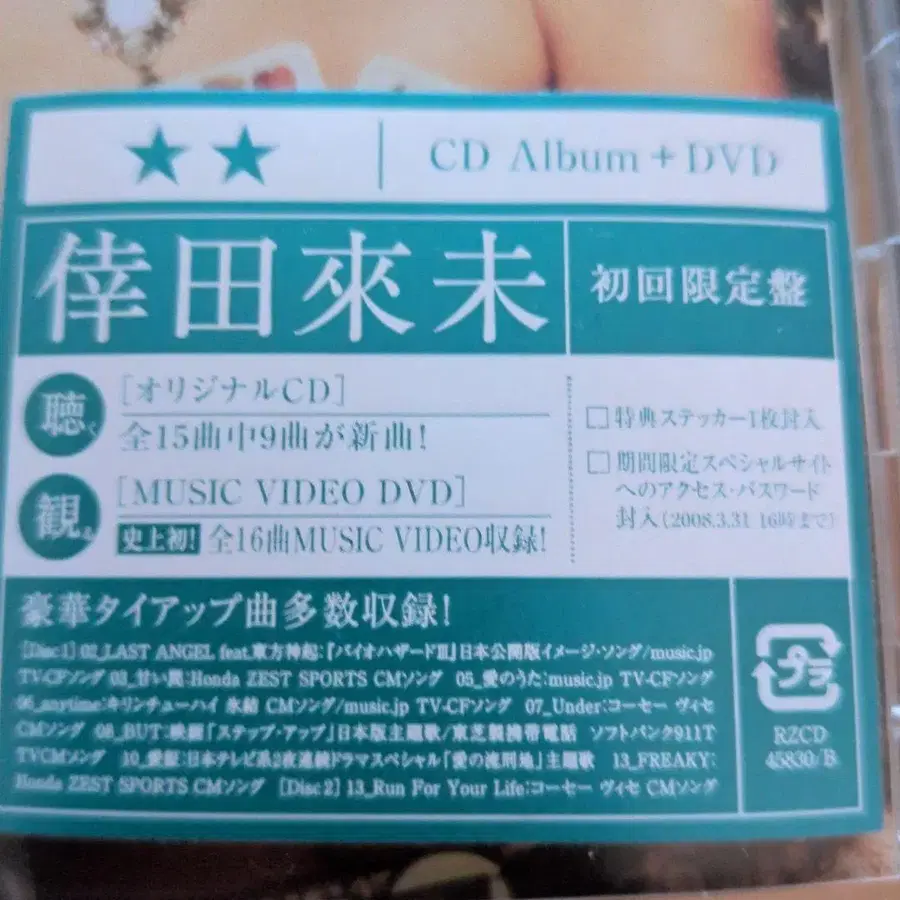 ★★ CD Album + DVD
倖田來未
初回限定盤
聴く
[オリジナルCD]
全15曲中9曲が新曲!
観る
[MUSIC VIDEO DVD]
史上初! 全16曲MUSIC VIDEO収録!
□特典ステッカー1枚封入
□期間限定スペシャルサイト
へのアクセス・パスワード
封入(2008.3.31 16時まで)
豪華タイアップ曲多数収録!
[Disc1] 02_LAST ANGEL feat.東方神起:『バイオハザードIII』日本公開版イメージ・ソング/music.jp
TV-CFソング 03_甘い罠:Honda ZEST SPORTS CMソング 05_愛のうた:music.jp TV-CFソング
06_anytime:キリンチューハイ 氷結 CMソング/music.jp TV-CFソング 07_Under:コーセー ヴィセ
CMソング 08_BUT:映画「ステップ・アップ」日本版主題歌/東芝製携帯電話 ソフトバンク911T
TVCMソング 10_愛証:日本テレビ系2夜連続ドラマスペシャル「愛の流刑地」主題歌 13_FREAKY:
Honda ZEST SPORTS CMソング [Disc2] 13_Run For Your Life:コーセー ヴィセ CMソング
プラ
RZCD
45830/B